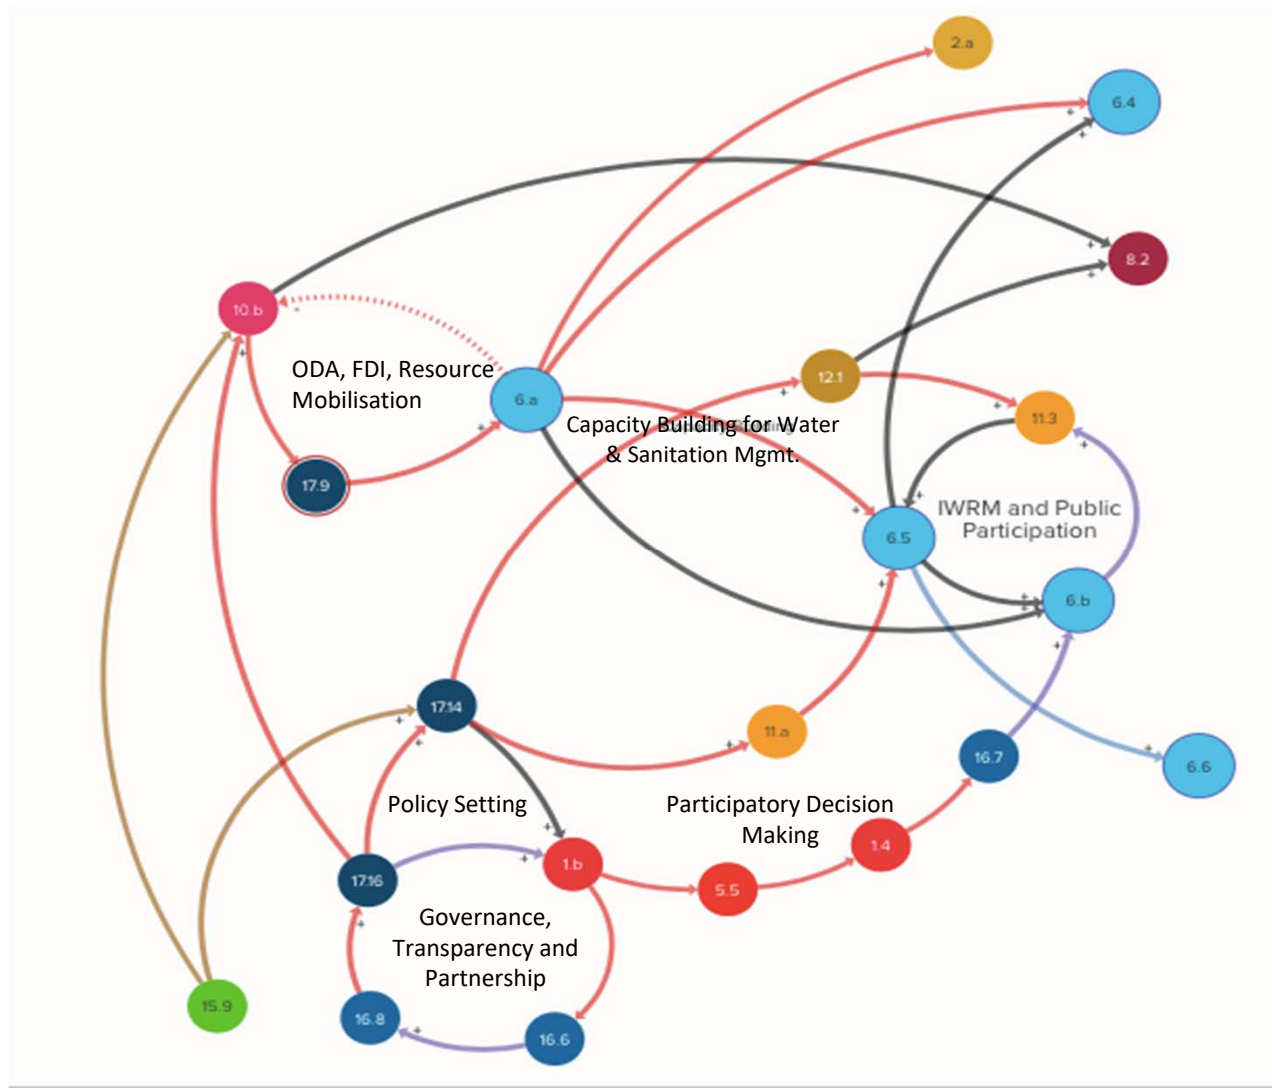 2.a
6.4
8.2
10.b
ODA, FDI, Resource
Mobilisation
6.a
12.1
11.3
Capacity Building for Water
& Sanitation Mgmt.
17.9
IWRM and Public
Participation
6.5
6.b
17.14
11.a
16.7
6.6
Policy Setting
Participatory Decision
Making
1.4
17.16
1.b
5.5
Governance,
Transparency and
Partnership
15.9
16.8
16.6